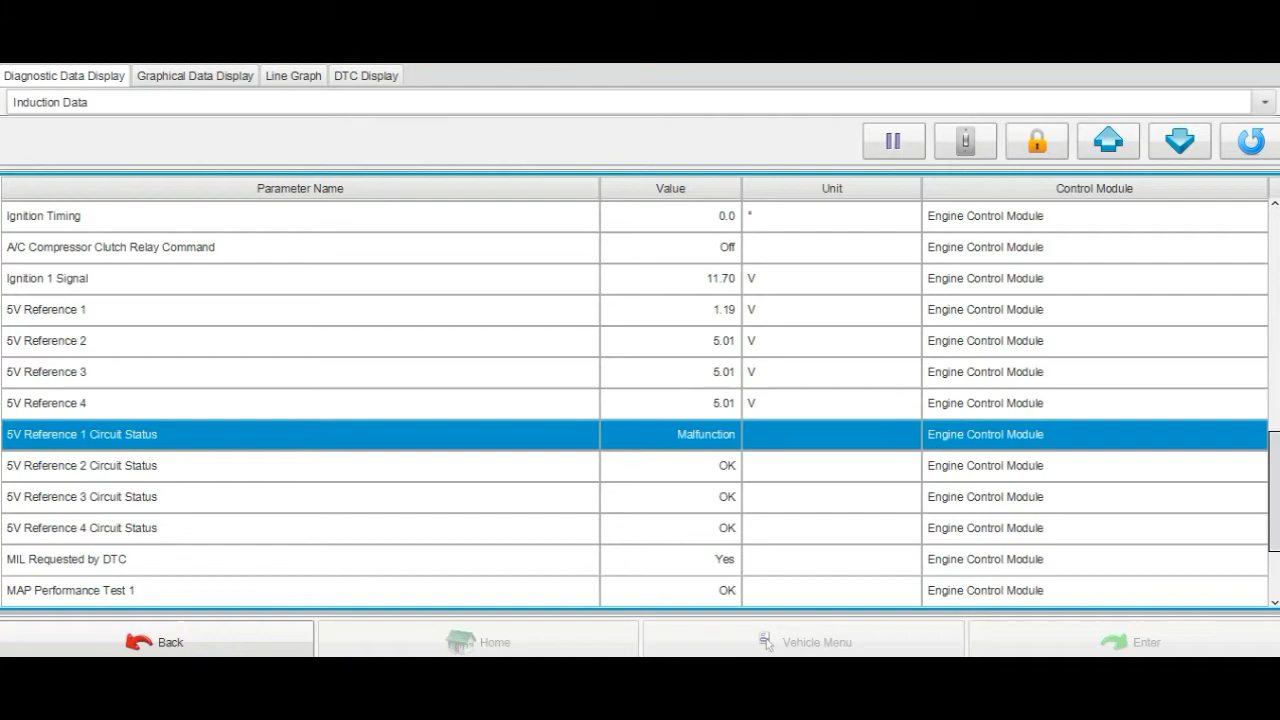 Diagnostic Data Display Graphical Data Display Line Graph DTC Display
Induction Data
Parameter Name Value Unit Control Module
Ignition Timing 0.0 ° Engine Control Module
A/C Compressor Clutch Relay Command Off Engine Control Module
Ignition 1 Signal 11.70 V Engine Control Module
5V Reference 1 1.19 V Engine Control Module
5V Reference 2 5.01 V Engine Control Module
5V Reference 3 5.01 V Engine Control Module
5V Reference 4 5.01 V Engine Control Module
5V Reference 1 Circuit Status Malfunction Engine Control Module
5V Reference 2 Circuit Status OK Engine Control Module
5V Reference 3 Circuit Status OK Engine Control Module
5V Reference 4 Circuit Status OK Engine Control Module
MIL Requested by DTC Yes Engine Control Module
MAP Performance Test 1 OK Engine Control Module
Back Home Vehicle Menu Enter